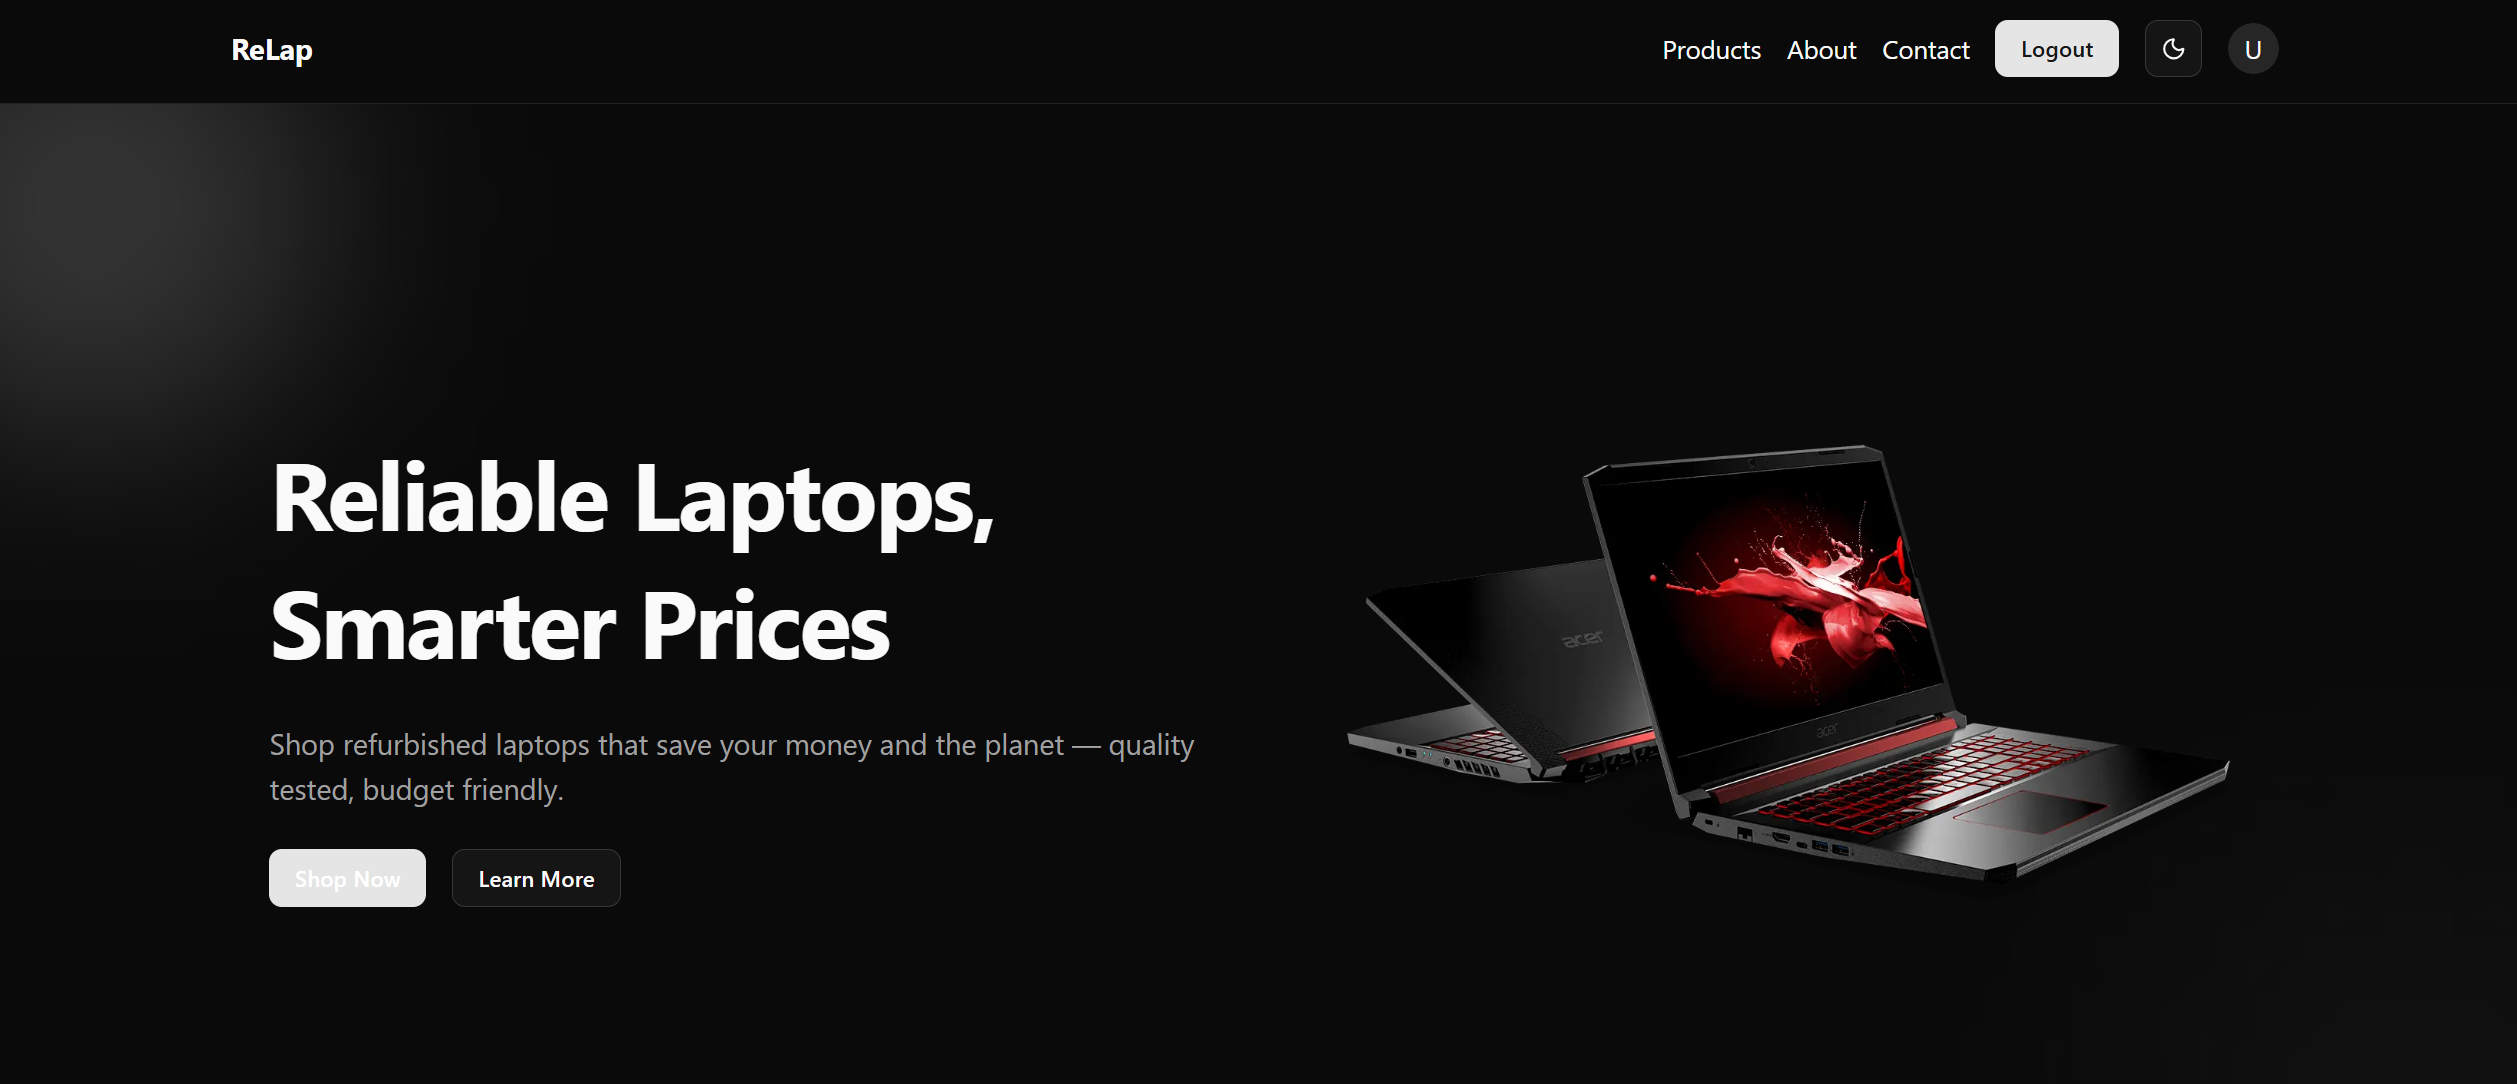 ReLap
Products About Contact Logout U
Reliable Laptops,
Smarter Prices
Shop refurbished laptops that save your money and the planet — quality
tested, budget friendly.
Shop Now Learn More
acer
acer